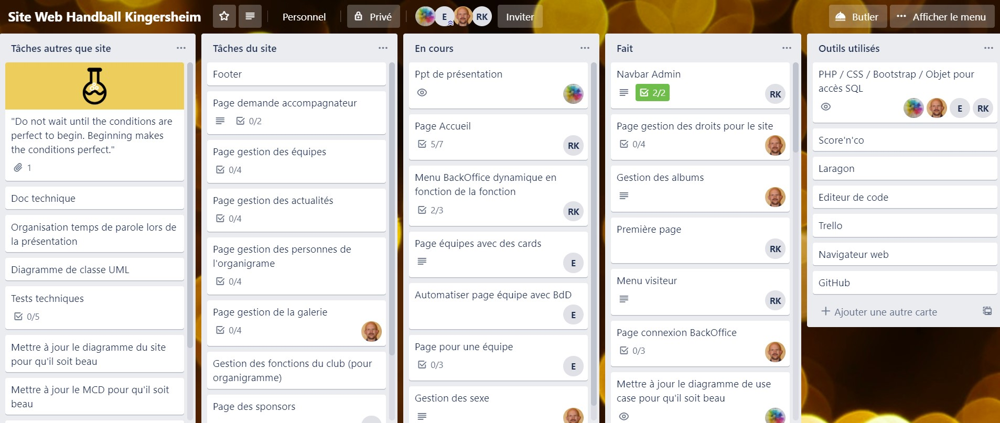 Site Web Handball Kingersheim
Personnel
Privé
E
RK
Inviter
Butler
Afficher le menu
Tâches autres que site
"Do not wait until the conditions are
perfect to begin. Beginning makes
the conditions perfect."
1
Doc technique
Organisation temps de parole lors de
la présentation
Diagramme de classe UML
Tests techniques
0/5
Mettre à jour le diagramme du site
pour qu'il soit beau
Mettre à jour le MCD pour qu'il soit
beau
Tâches du site
Footer
Page demande accompagnateur
0/2
Page gestion des équipes
0/4
Page gestion des actualités
0/4
Page gestion des personnes de
l'organigrame
0/4
Page gestion de la galerie
0/4
Gestion des fonctions du club (pour
organigramme)
Page des sponsors
En cours
Ppt de présentation
Page Accueil
5/7
RK
Menu BackOffice dynamique en
fonction de la fonction
2/3
RK
Page équipes avec des cards
E
Automatiser page équipe avec BdD
E
Page pour une équipe
0/3
E
Gestion des sexe
Fait
Navbar Admin
2/2
RK
Page gestion des droits pour le site
0/4
Gestion des albums
Première page
RK
Menu visiteur
RK
Page connexion BackOffice
0/3
Mettre à jour le diagramme de use
case pour qu'il soit beau
Outils utilisés
PHP / CSS / Bootstrap / Objet pour
accès SQL
E
RK
Score'n'co
Laragon
Editeur de code
Trello
Navigateur web
GitHub
Ajouter une autre carte